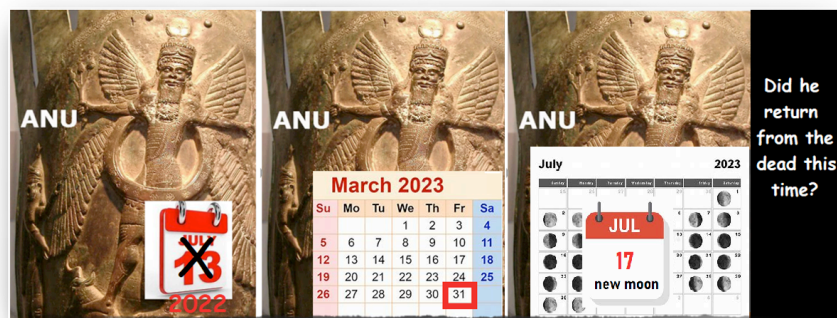 ANU
JULY
13
2022
ANU
March 2023
Su Mo Tu We Th Fr Sa
1 2 3 4
5 6 7 8 9 10 11
12 13 14 15 16 17 18
19 20 21 22 23 24 25
26 27 28 29 30 31
ANU
July 2023
JUL
17
new moon
Did he
return
from the
dead this
time?